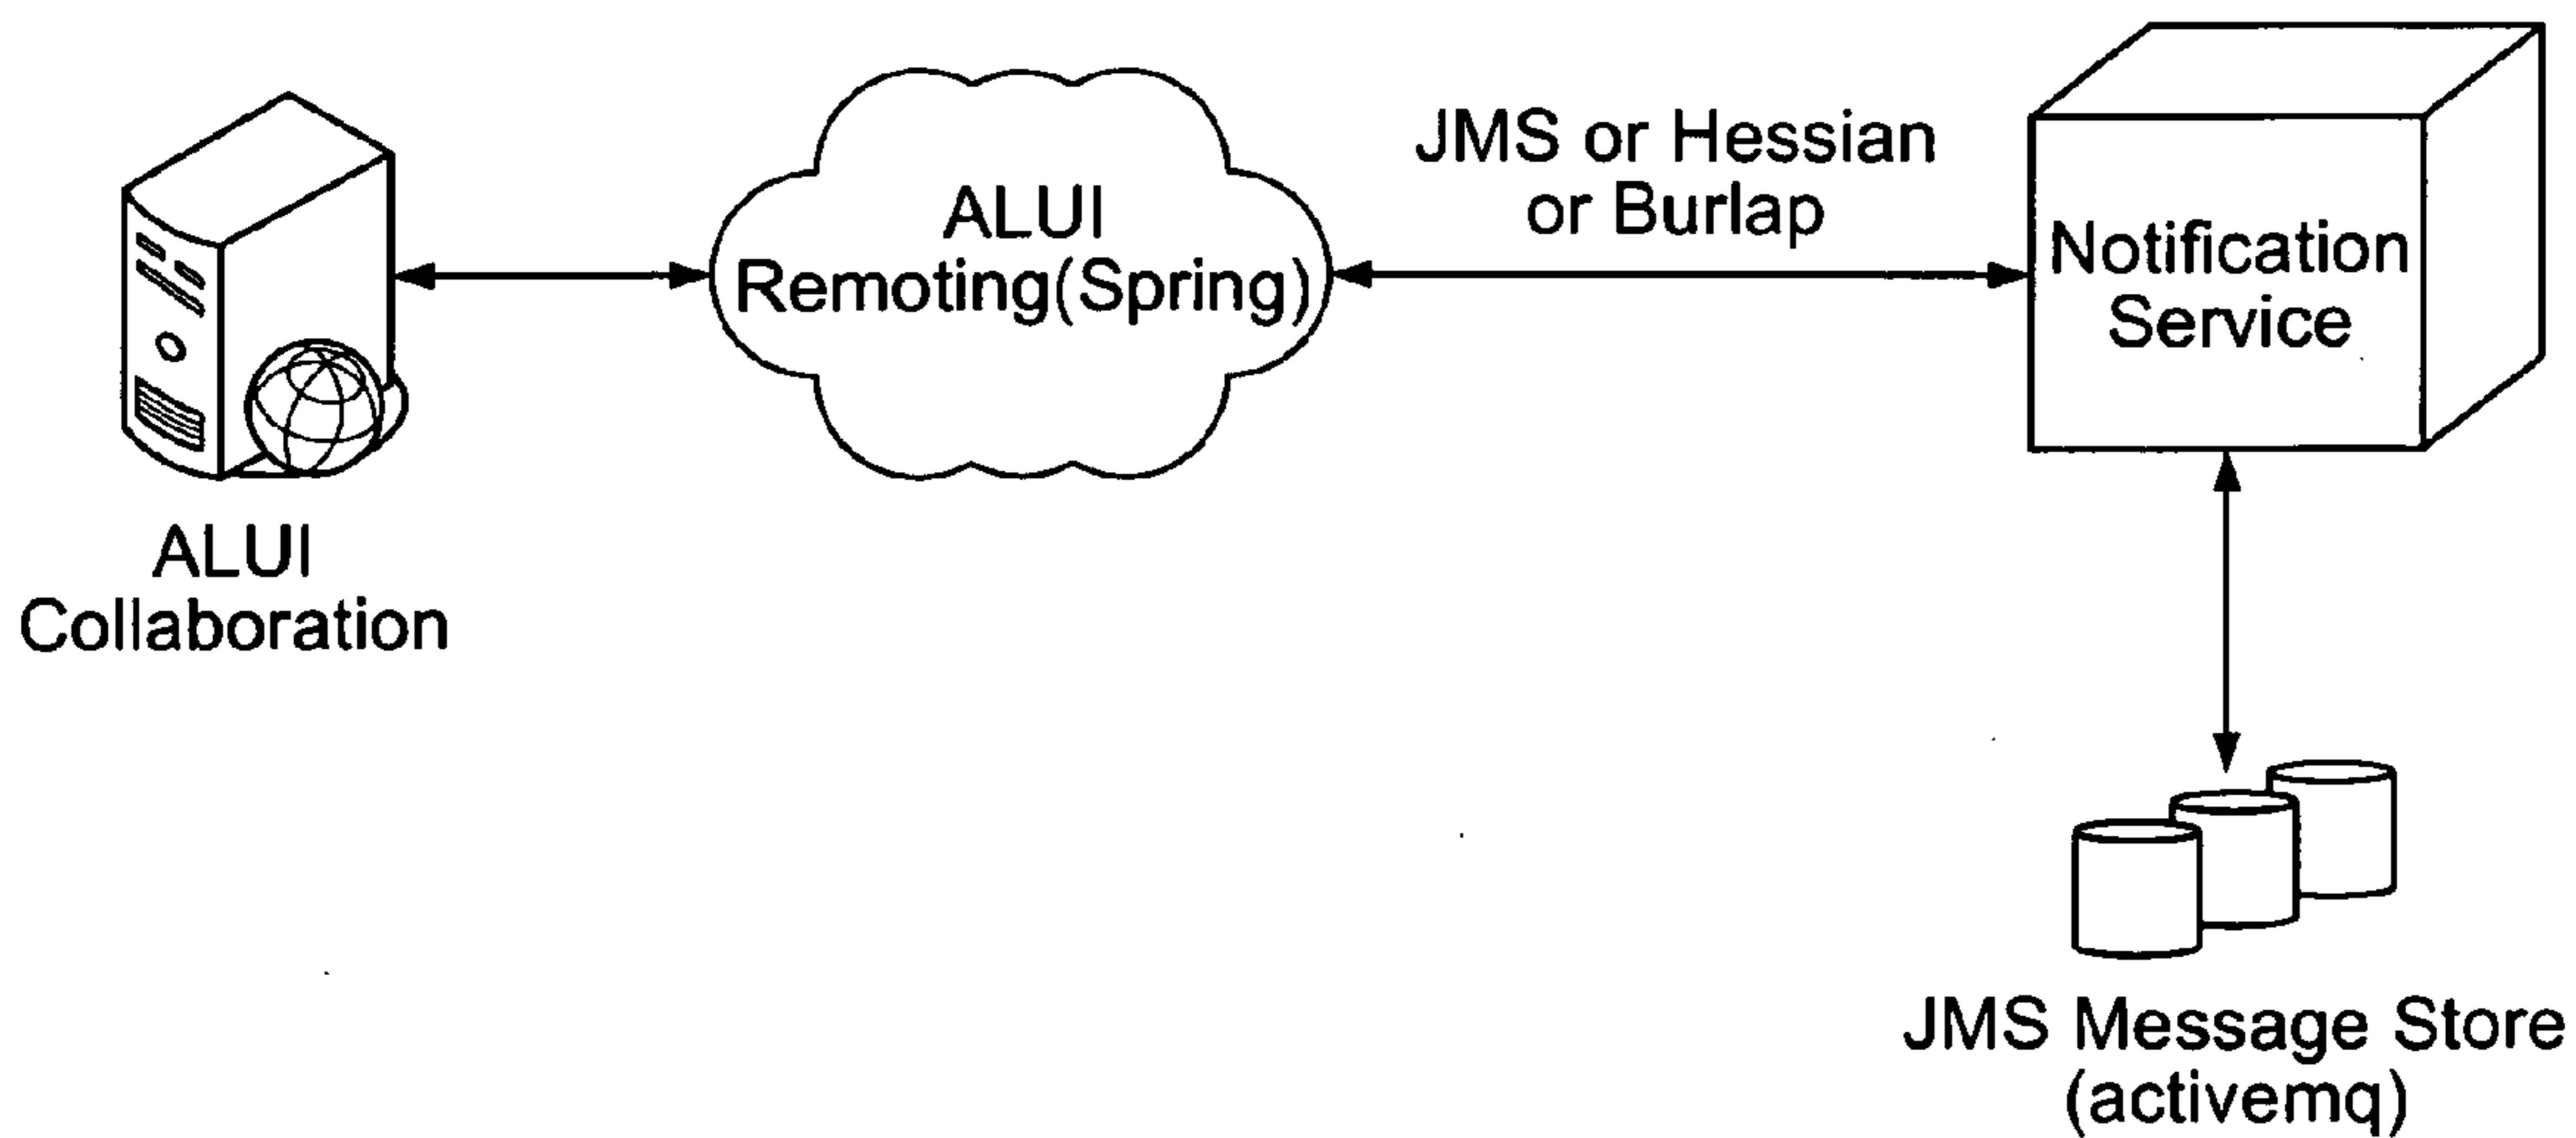 ALUI
Remoting(Spring)
JMS or Hessian
or Burlap
Notification
Service
ALUI
Collaboration
JMS Message Store
(activemq)